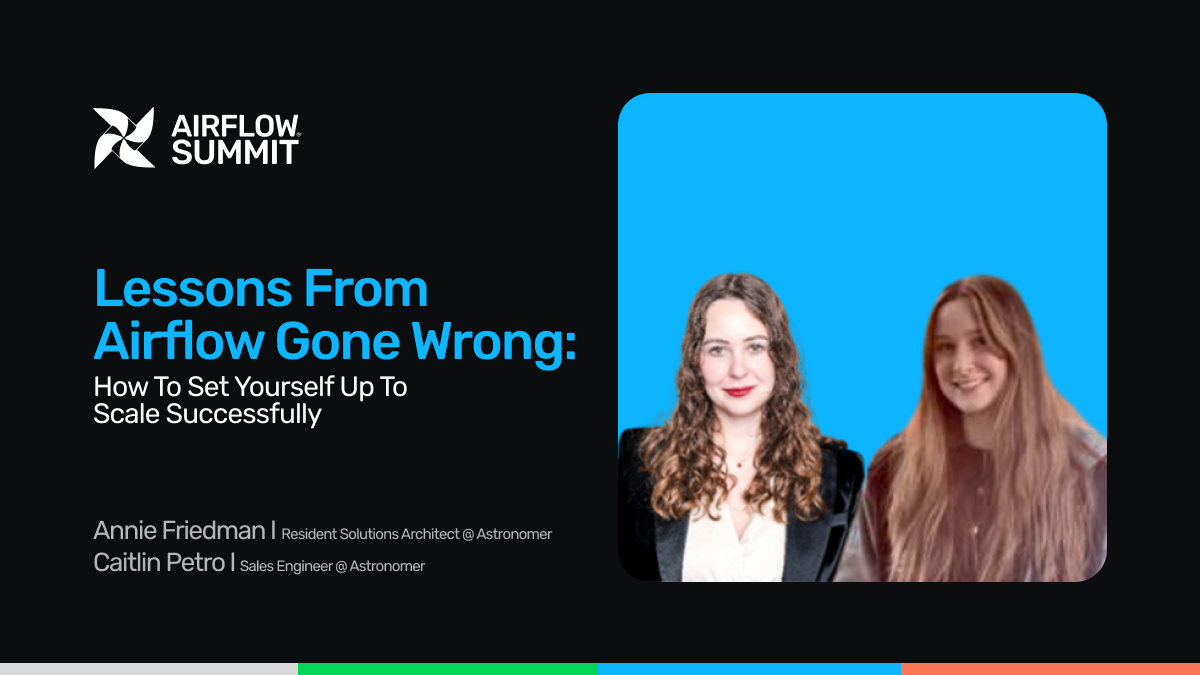 AIRFLOW
SUMMIT®
Lessons From
Airflow Gone Wrong:
How To Set Yourself Up To
Scale Successfully
Annie Friedman | Resident Solutions Architect @ Astronomer
Caitlin Petro | Sales Engineer @ Astronomer